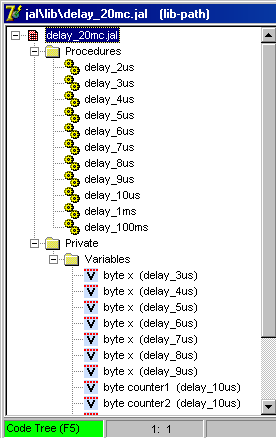 jal\lib\delay_20mc.jal (lib-path)
delay_20mc.jal
Procedures
delay_2us
delay_3us
delay_4us
delay_5us
delay_6us
delay_7us
delay_8us
delay_9us
delay_10us
delay_1ms
delay_100ms
Private
Variables
byte x (delay_3us)
byte x (delay_4us)
byte x (delay_5us)
byte x (delay_6us)
byte x (delay_7us)
byte x (delay_8us)
byte x (delay_9us)
byte counter1 (delay_10us)
byte counter2 (delay_10us)
Code Tree (F5)
1: 1